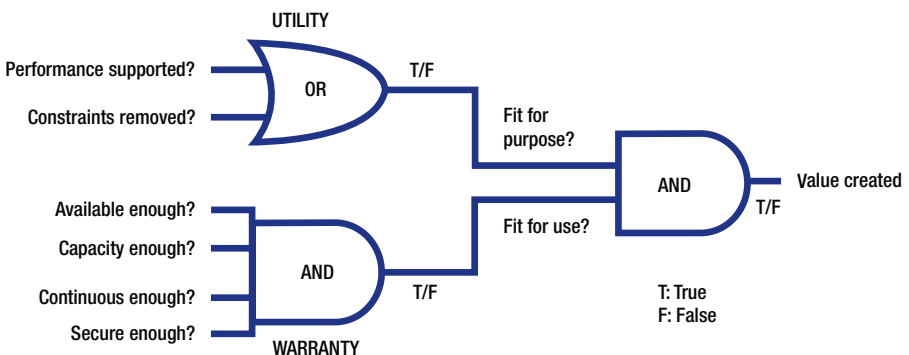 UTILITY
Performance supported?
Constraints removed?
OR
T/F
Fit for
purpose?
Available enough?
Capacity enough?
Continuous enough?
Secure enough?
AND
WARRANTY
T/F
Fit for use?
AND
T/F
Value created
T: True
F: False